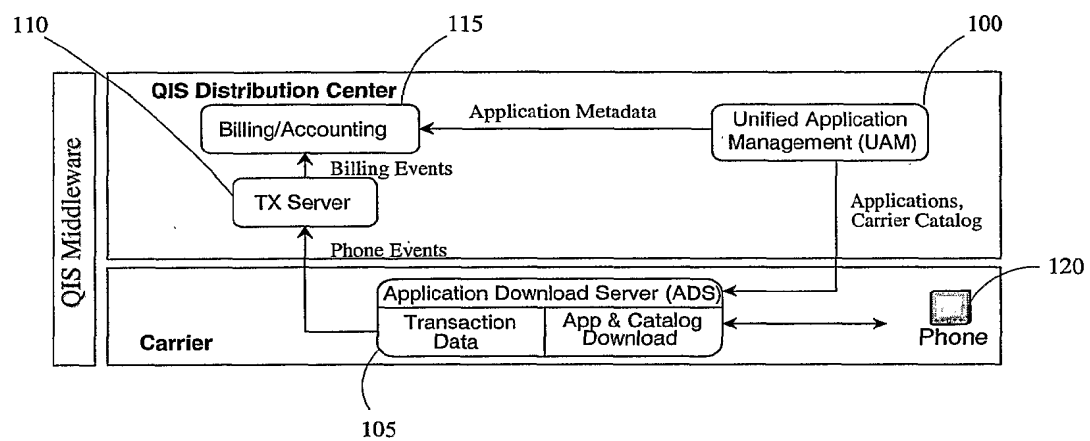 110
115
100
QIS Middleware
QIS Distribution Center
Billing/Accounting
Application Metadata
Unified Application
Management (UAM)
Billing Events
TX Server
Applications,
Carrier Catalog
Phone Events
Application Download Server (ADS)
Transaction
Data
App & Catalog
Download
120
Phone
Carrier
105